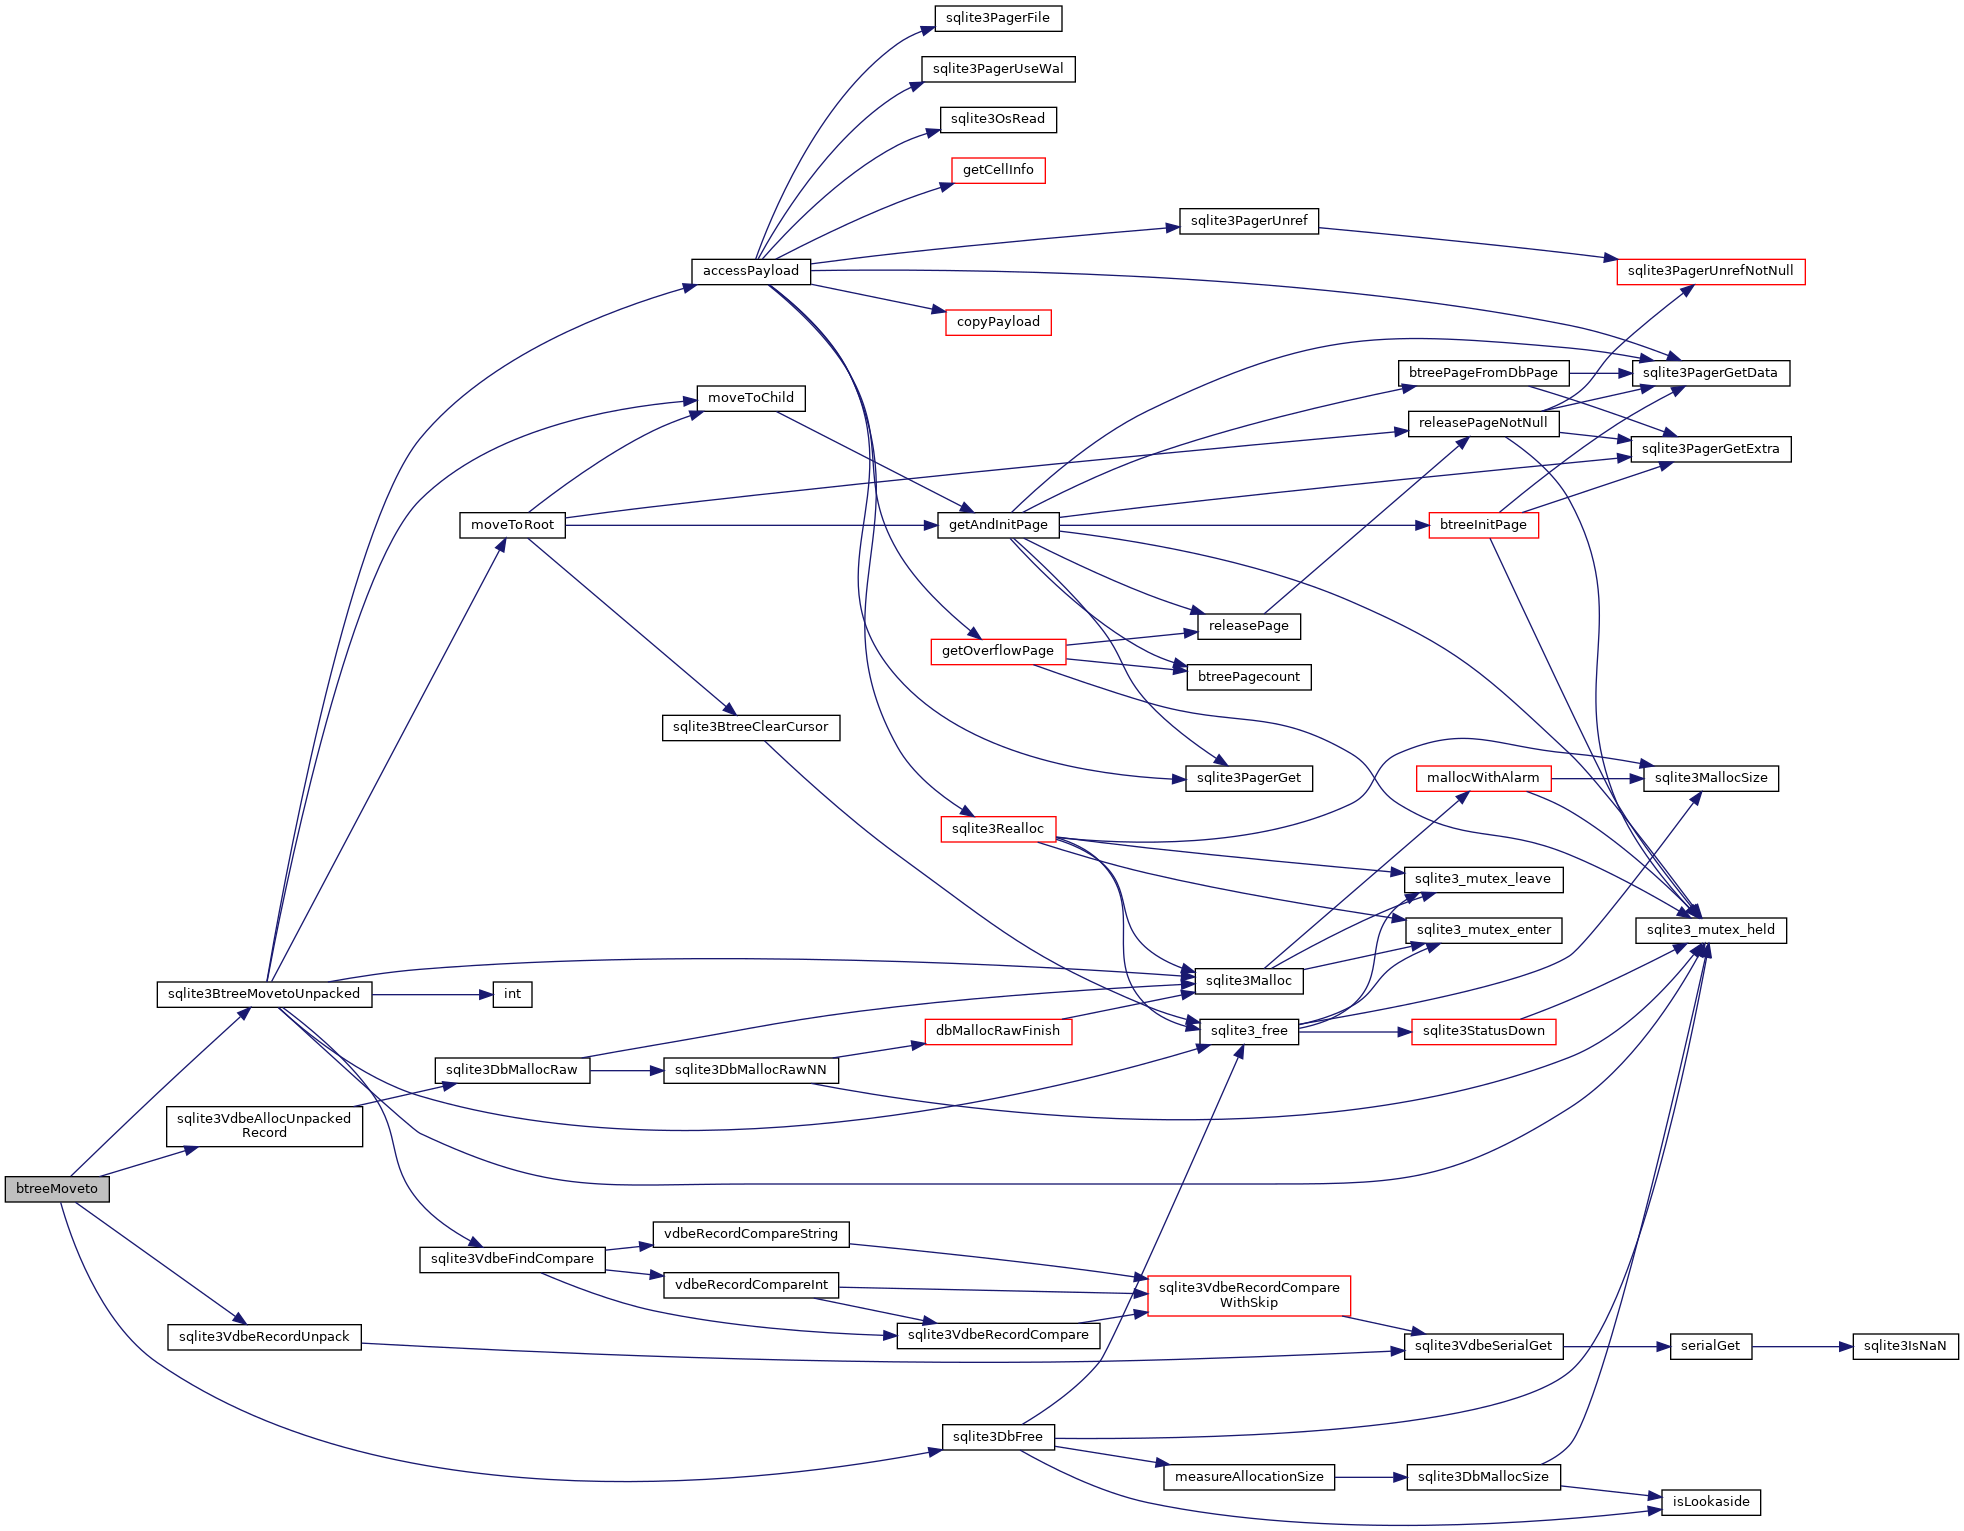 sqlite3PagerFile
sqlite3PagerUseWal
sqlite3OsRead
getCellInfo
sqlite3PagerUnref
accessPayload
sqlite3PagerUnrefNotNull
copyPayload
btreePageFromDbPage
sqlite3PagerGetData
moveToChild
releasePageNotNull
sqlite3PagerGetExtra
moveToRoot
getAndInitPage
btreeInitPage
releasePage
getOverflowPage
btreePagecount
sqlite3BtreeClearCursor
sqlite3PagerGet
mallocWithAlarm
sqlite3MallocSize
sqlite3Realloc
sqlite3_mutex_leave
sqlite3_mutex_enter
sqlite3_mutex_held
sqlite3Malloc
sqlite3BtreeMovetoUnpacked
int
dbMallocRawFinish
sqlite3_free
sqlite3StatusDown
sqlite3DbMallocRaw
sqlite3DbMallocRawNN
sqlite3VdbeAllocUnpacked
Record
btreeMoveto
vdbeRecordCompareString
sqlite3VdbeFindCompare
vdbeRecordCompareInt
sqlite3VdbeRecordCompare
WithSkip
sqlite3VdbeRecordUnpack
sqlite3VdbeRecordCompare
sqlite3VdbeSerialGet
serialGet
sqlite3IsNaN
sqlite3DbFree
measureAllocationSize
sqlite3DbMallocSize
isLookaside